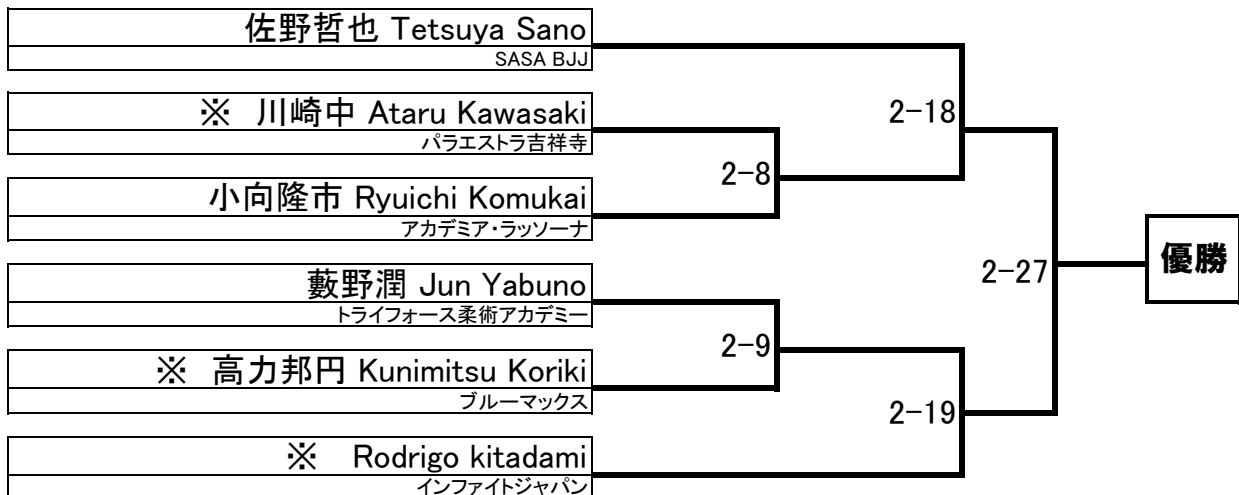 佐野哲也 Tetsuya Sano
SASA BJJ
※ 川崎中 Ataru Kawasaki
パラエストラ吉祥寺
小向隆市 Ryuichi Komukai
アカデミア・ラッソーナ
藪野潤 Jun Yabuno
トライフォース柔術アカデミー
※ 高力邦円 Kunimitsu Koriki
ブルーマックス
※ Rodrigo kitadami
インファイトジャパン
2-8
2-9
2-18
2-19
2-27
優勝